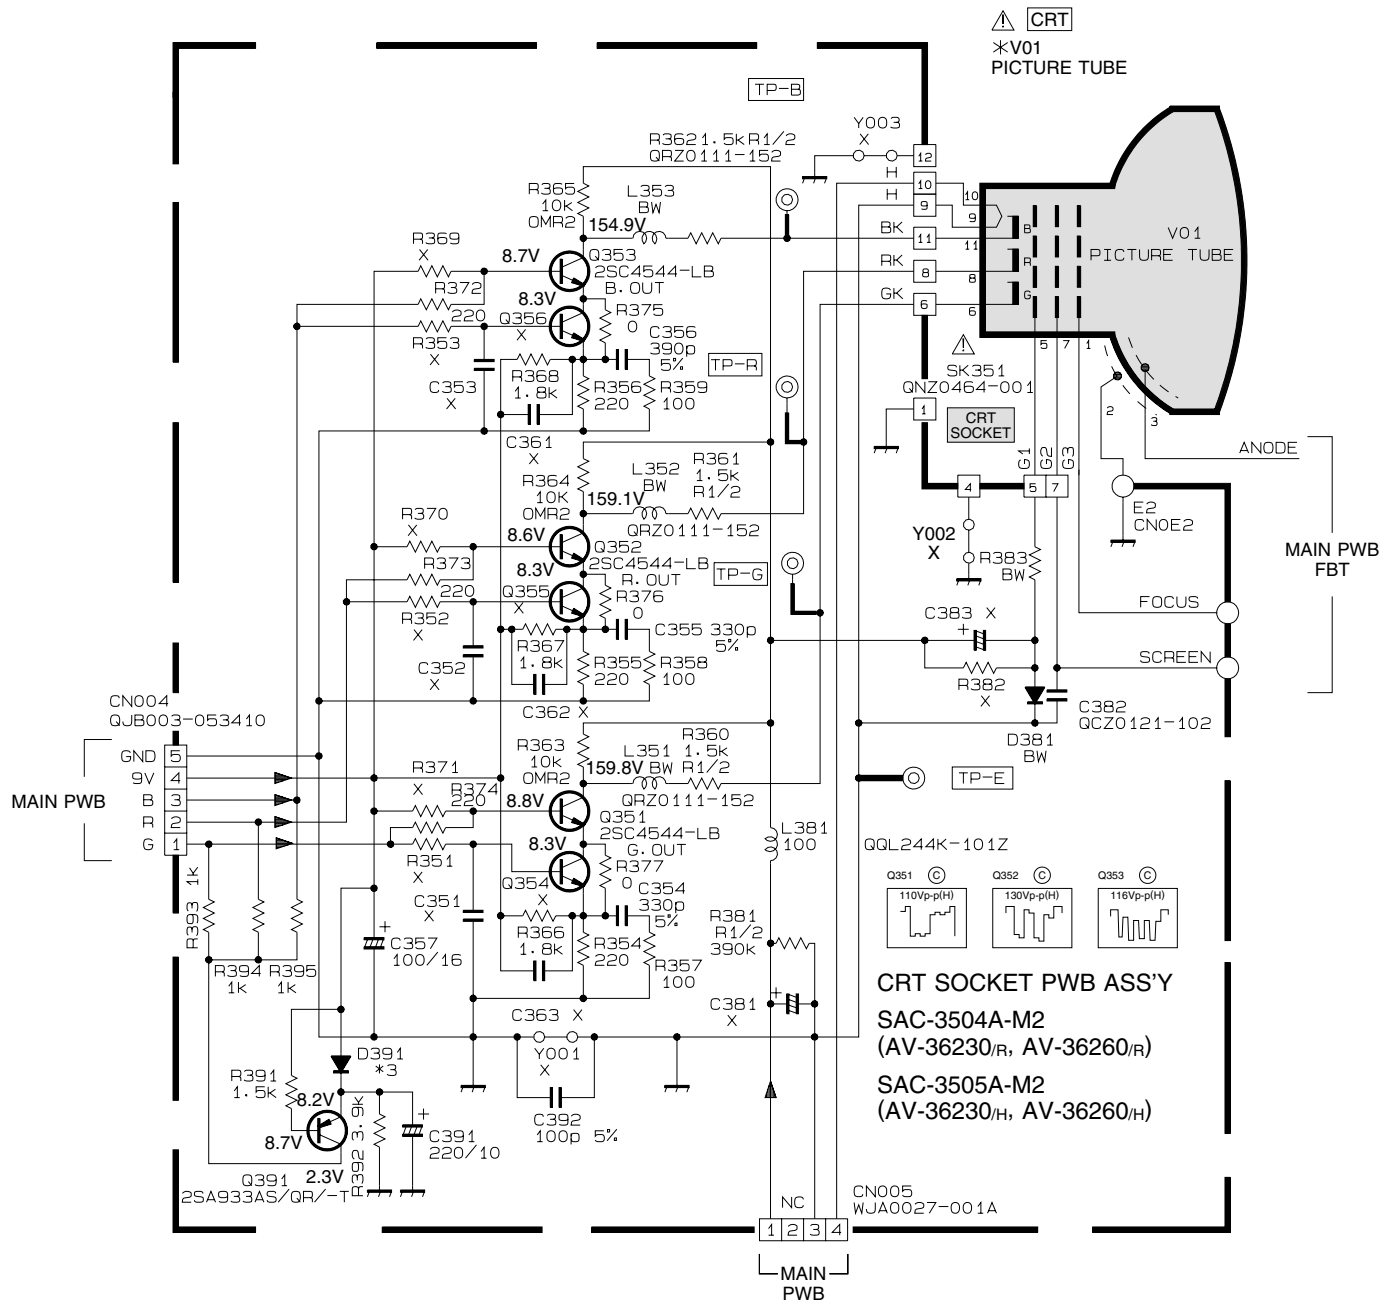 CRT
*V01
PICTURE TUBE
TP-B
Y003
X
R362 1.5k R1/2
QRZ0111-152
12
H
10
H
9
BK
11
RK
8
GK
6
R365
10k
OMR2
L353
BW
154.9V
10
9
11
B
R
8
G
6
V01
PICTURE TUBE
R369
X
8.7V
Q353
2SC4544-LB
B.OUT
R372
220
8.3V
Q356
X
R375
0
R353
X
C356
390p
5%
C353
X
R368
1.8k
R356
220
R359
100
TP-R
C361
X
SK351
QNZ0464-001
1
CRT
SOCKET
5
7
1
2
3
G1
G2
G3
ANODE
R364
10K
OMR2
L352
BW
R361
1.5k
R1/2
159.1V
QRZ0111-152
4
5
7
E2
CN0E2
R370
X
8.6V
Q352
2SC4544-LB
R.OUT
R373
220
8.3V
Q355
X
R376
0
TP-G
R352
X
Y002
X
R383
BW
MAIN PWB
FBT
C352
X
R367
1.8k
R355
220
C355 330p
5%
R358
100
C362 X
C383 X
+
FOCUS
SCREEN
R382
X
C382
QCZ0121-102
D381
BW
CN004
QJB003-053410
GND 5
9V 4
B 3
R 2
G 1
MAIN PWB
R363
10k
OMR2
L351
BW
R360
1.5k
R1/2
159.8V
QRZ0111-152
R371
X
R374
220
8.8V
Q351
2SC4544-LB
G.OUT
R351
X
8.3V
Q354
X
R377
0
TP-E
L381
100
QQL244K-101Z
Q351 C
110Vp-p(H)
Q352 C
130Vp-p(H)
Q353 C
116Vp-p(H)
R393 1k
R394
1k
R395
1k
+
C357
100/16
C351
X
R366
1.8k
C354
330p
5%
R354
220
R357
100
R381
R1/2
390k
C381
X
+
C363 X
Y001
X
C392
100p 5%
CRT SOCKET PWB ASS'Y
SAC-3504A-M2
(AV-36230/R, AV-36260/R)
SAC-3505A-M2
(AV-36230/H, AV-36260/H)
D391
*3
R391
1.5k
8.2V
8.7V
2.3V
Q391
2SA933AS/QR/-T
R392 3.9k
+
C391
220/10
NC
1 2 3 4
CN005
WJA0027-001A
MAIN
PWB